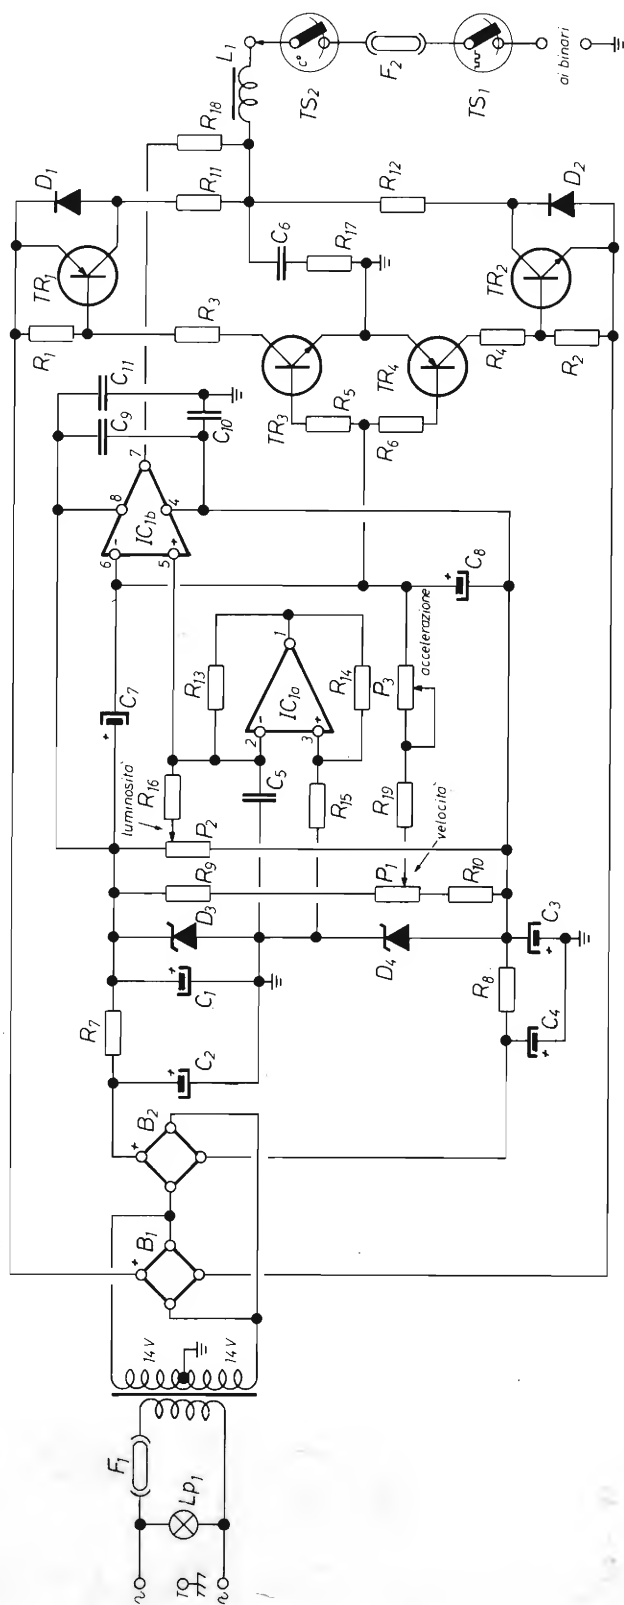 F1
Lp1
T
14V
14V
B1
B2
+
+
R7
C2
+
C1
+
D3
D4
R8
C4
+
C3
+
R9
P1
R10
velocità
P2
luminosità
R16
C7
+
C5
R15
R19
R13
R14
IC1a
2
-
3
+
1
P3
accelerazione
C8
+
IC1b
6
-
5
+
8
4
7
C9
C11
C10
R1
TR1
D1
R3
TR3
R5
R6
TR4
R4
R2
TR2
D2
C6
R17
R11
R12
R18
L1
TS2
C°
F2
TS1
ai binari